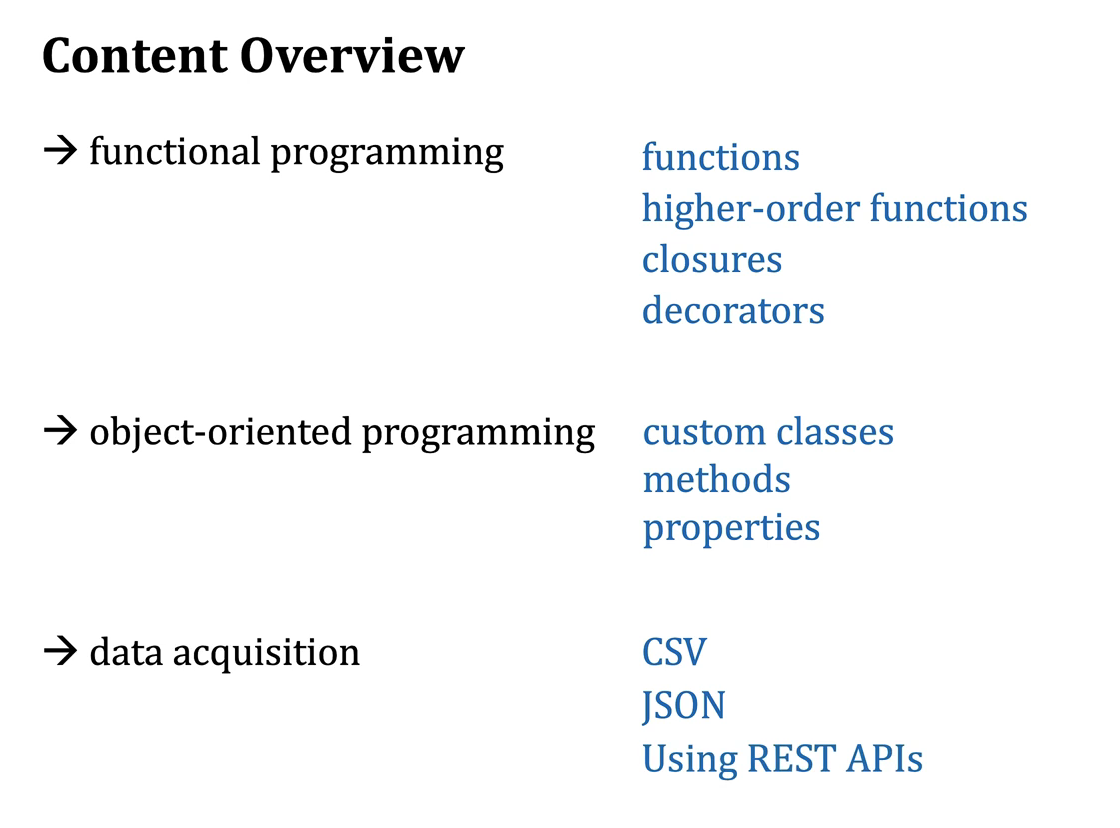 Content Overview
→ functional programming
functions
higher-order functions
closures
decorators
→ object-oriented programming
custom classes
methods
properties
→ data acquisition
CSV
JSON
Using REST APIs